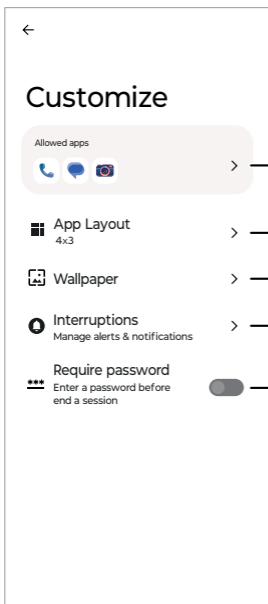 Customize
Allowed apps
App Layout
4x3
Wallpaper
Interruptions
Manage alerts & notifications
Require password
Enter a password before
end a session